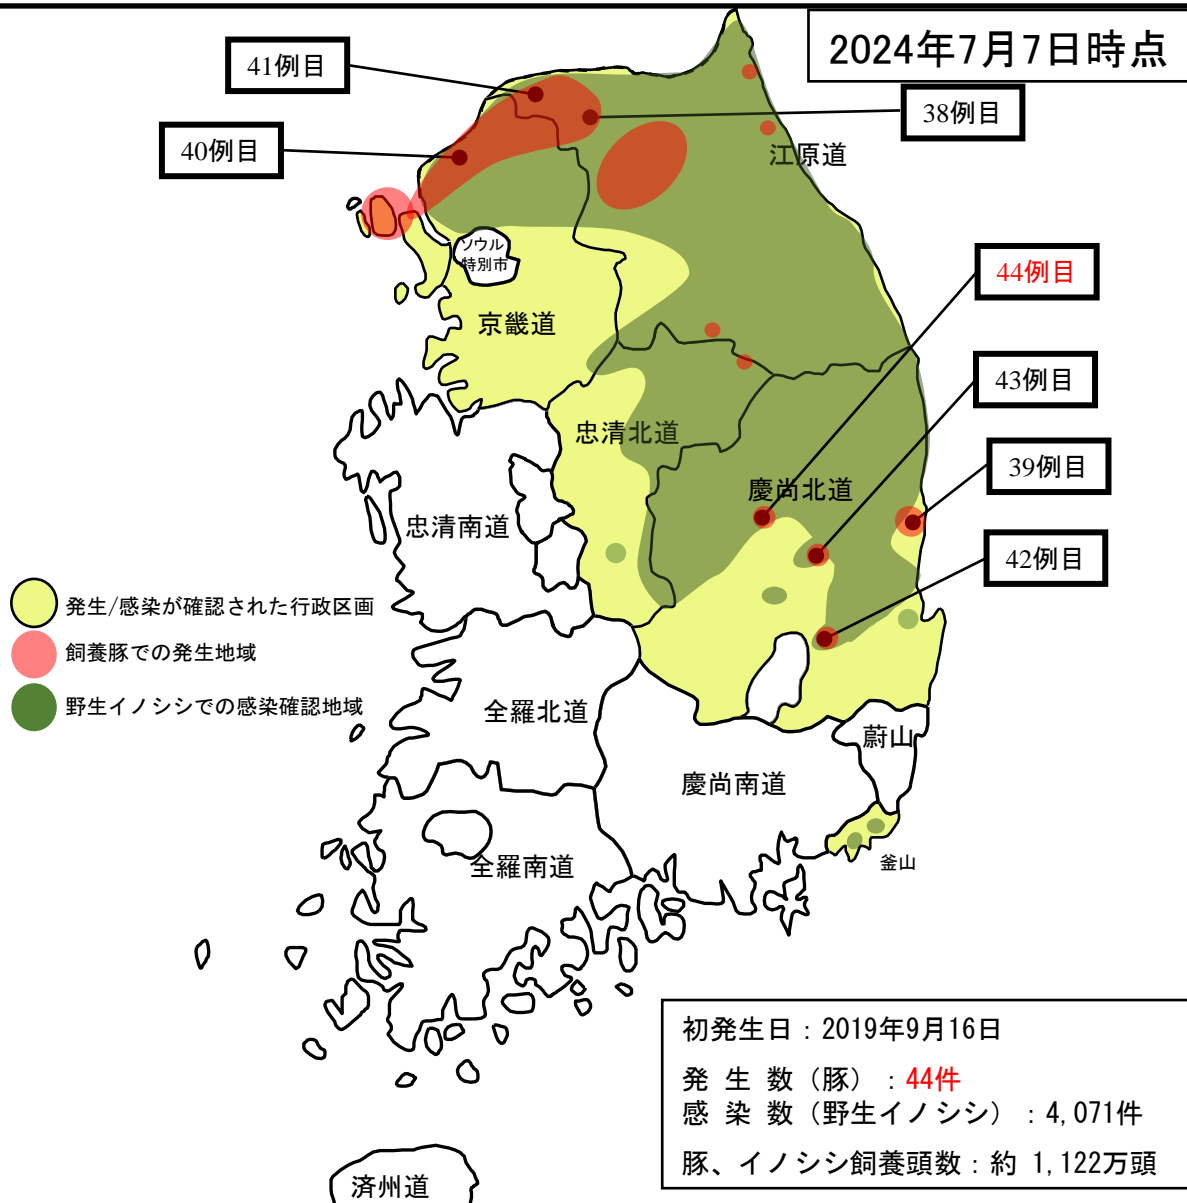 2024年7月7日時点
41例目
38例目
40例目
江原道
ソウル
特別市
44例目
京畿道
43例目
忠清北道
39例目
慶尚北道
忠清南道
42例目
発生/感染が確認された行政区画
飼養豚での発生地域
野生イノシシでの感染確認地域
全羅北道
蔚山
慶尚南道
釜山
全羅南道
初発生日：2019年9月16日
発生数（豚）：44件
感染数（野生イノシシ）：4,071件
豚、イノシシ飼養頭数：約 1,122万頭
済州道